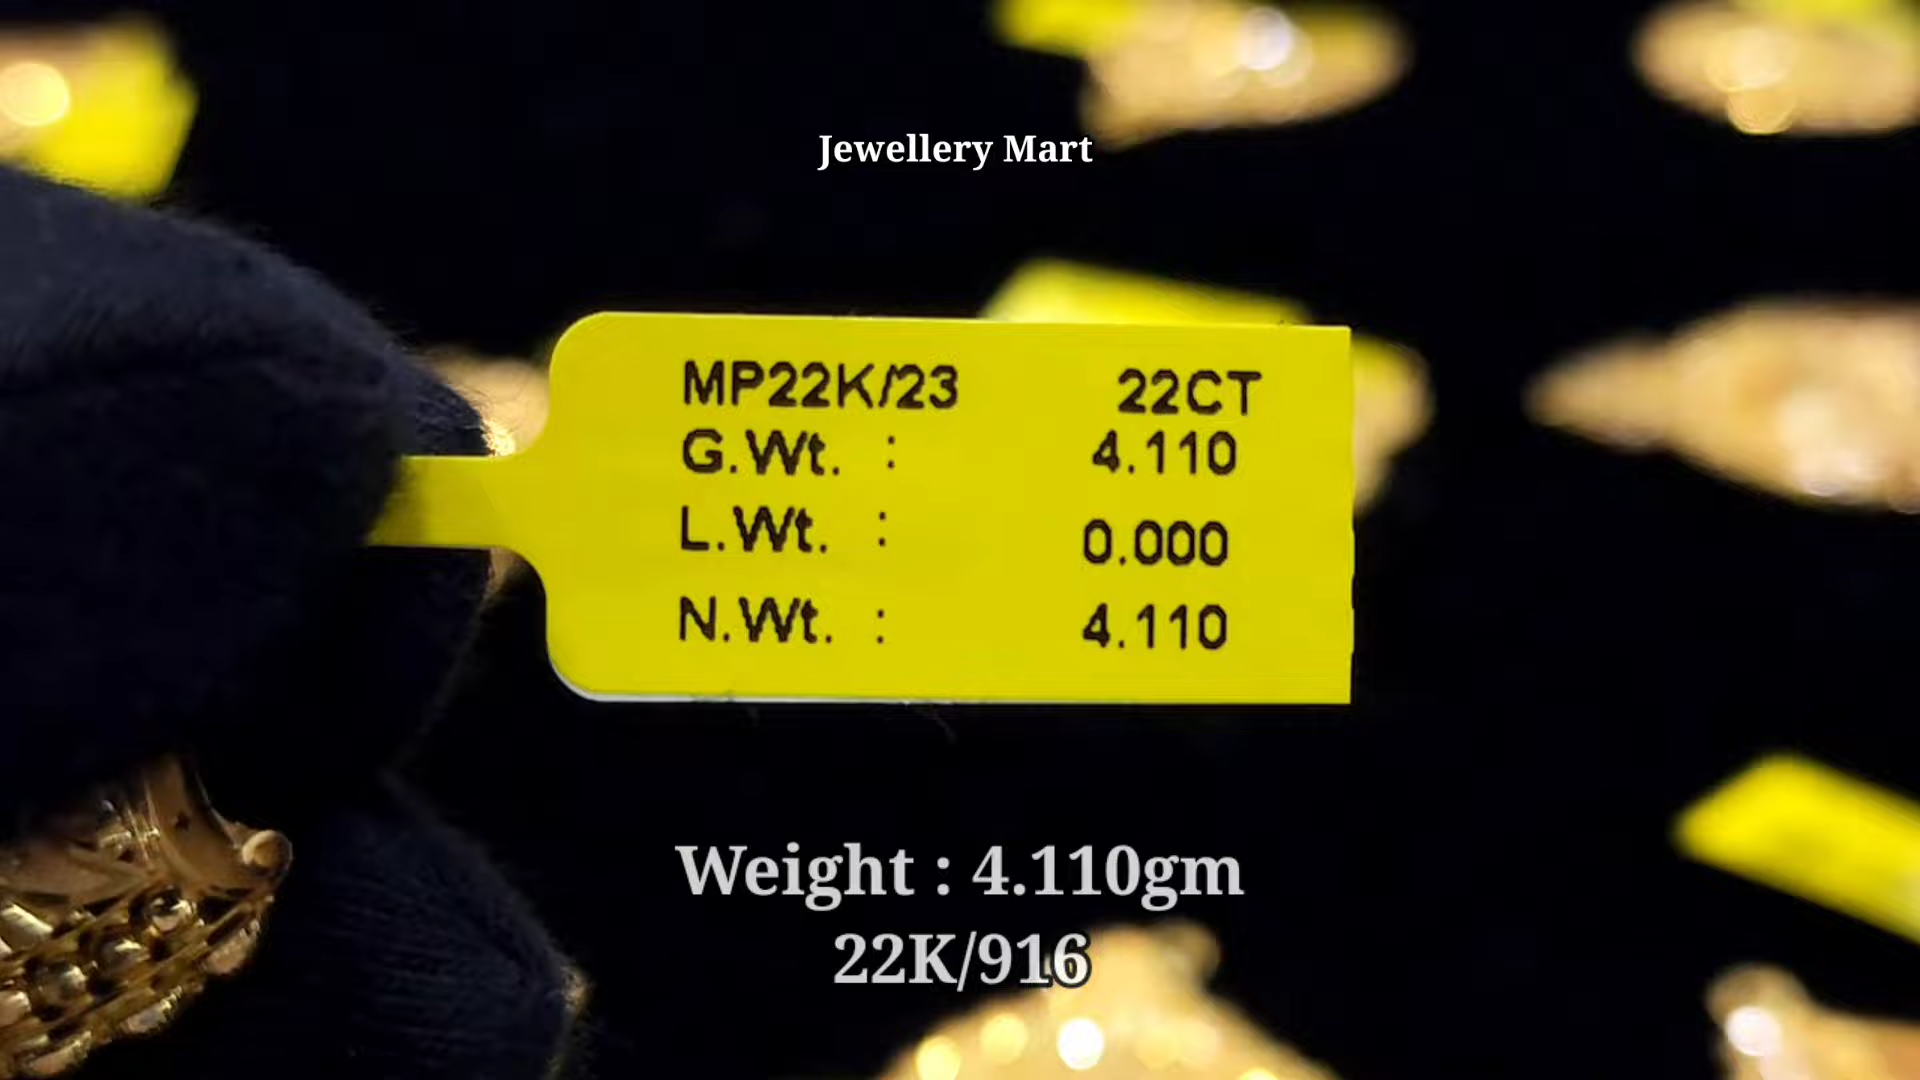 Jewellery Mart
MP22K/23 22CT
G.Wt. : 4.110
L.Wt. : 0.000
N.Wt. : 4.110
Weight : 4.110gm
22K/916